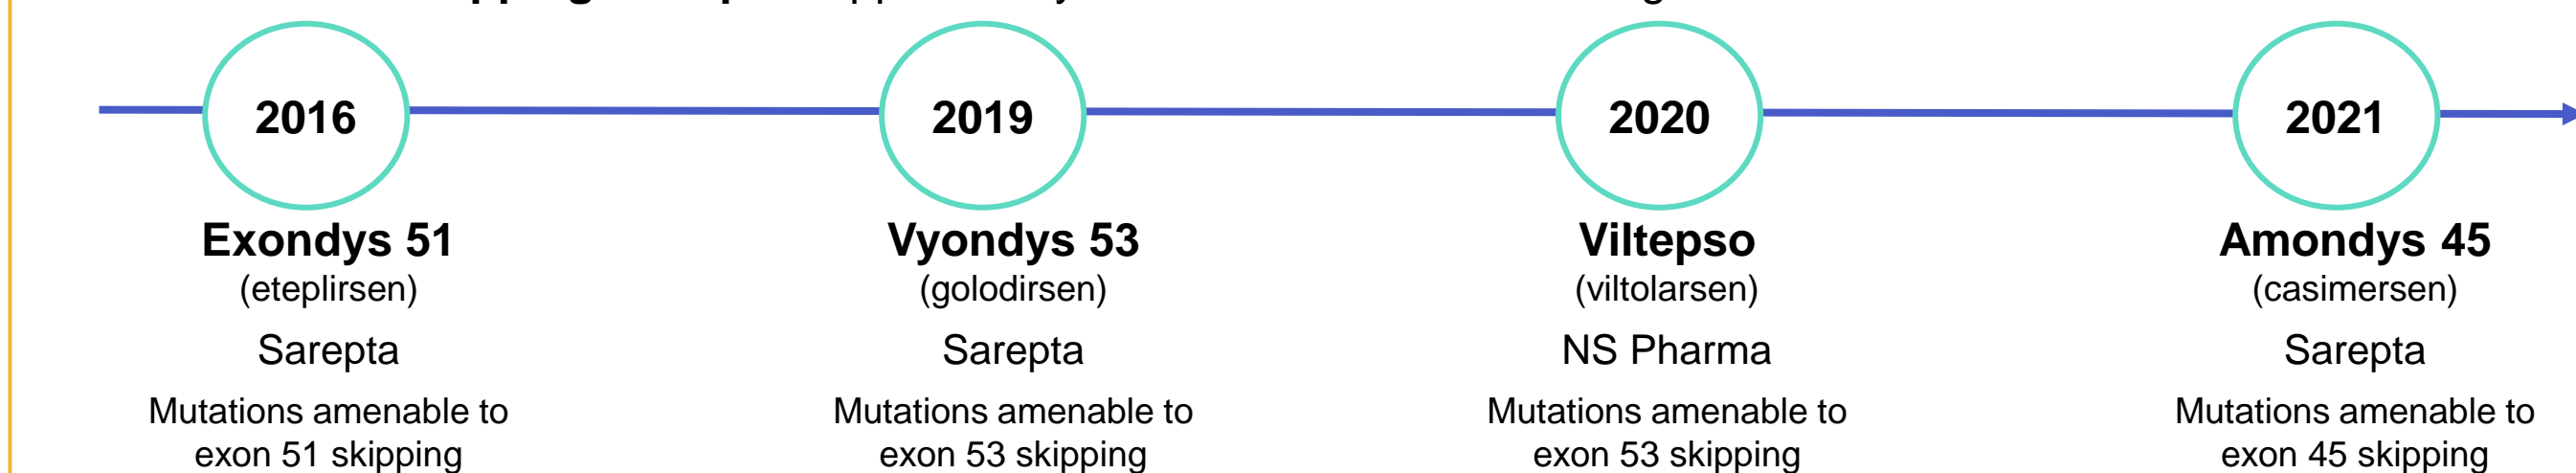 2016
2019
2020
2021
Exondys 51
(eteplirsen)
Sarepta
Mutations amenable to
exon 51 skipping
Vyondys 53
(golodirsen)
Sarepta
Mutations amenable to
exon 53 skipping
Viltepso
(viltolarsen)
NS Pharma
Mutations amenable to
exon 53 skipping
Amondys 45
(casimersen)
Sarepta
Mutations amenable to
exon 45 skipping